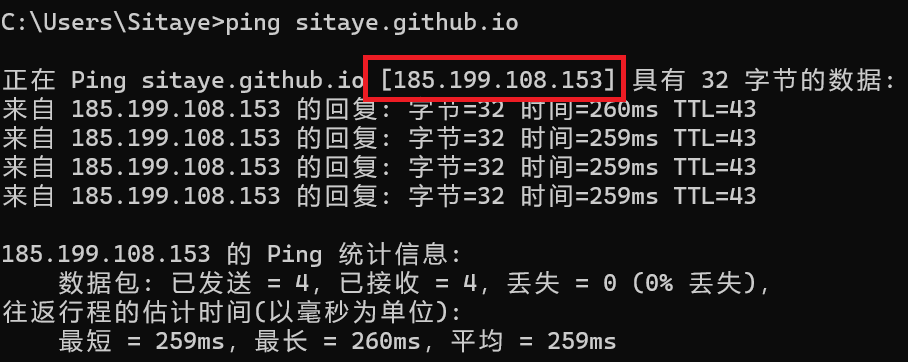 C:\Users\Sitaye>ping sitaye.github.io
正在 Ping sitaye.github.io [185.199.108.153] 具有 32 字节的数据:
来自 185.199.108.153 的回复: 字节=32 时间=260ms TTL=43
来自 185.199.108.153 的回复: 字节=32 时间=259ms TTL=43
来自 185.199.108.153 的回复: 字节=32 时间=259ms TTL=43
来自 185.199.108.153 的回复: 字节=32 时间=259ms TTL=43
185.199.108.153 的 Ping 统计信息:
数据包: 已发送 = 4, 已接收 = 4, 丢失 = 0 (0% 丢失),
往返行程的估计时间(以毫秒为单位):
最短 = 259ms, 最长 = 260ms, 平均 = 259ms